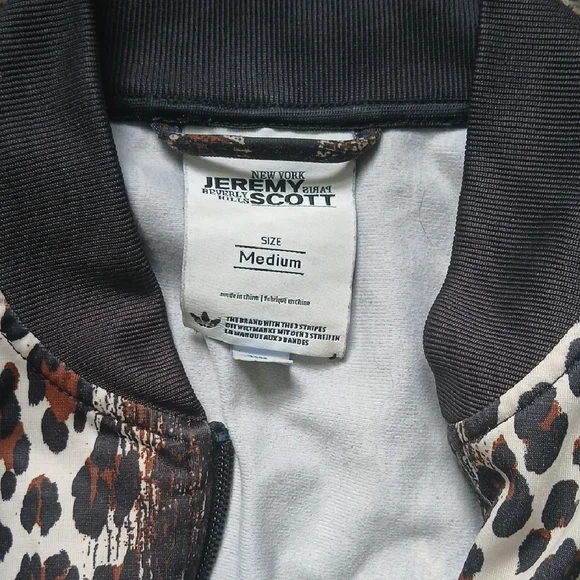 NEW YORK
JEREMY PARIS
BEVERLY HILLS SCOTT
SIZE
Medium
made in china | fabriqué en chine
THE BRAND WITH THE 3 STRIPES
DIE WELTMARKE MIT DEN 3 STREIFEN
LA MARQUE AUX 3 BANDES